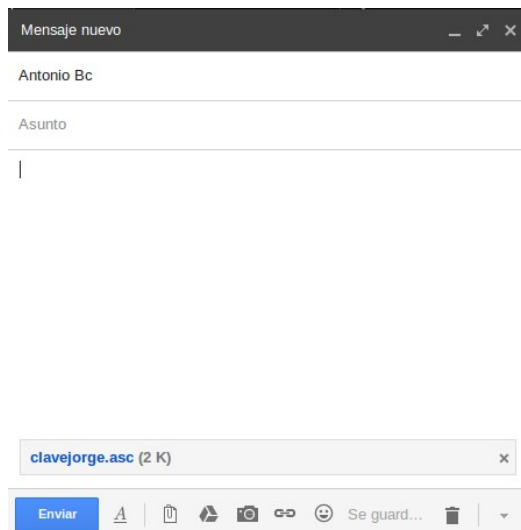 Mensaje nuevo
Antonio Bc
Asunto
clavejorge.asc (2 K)
Enviar A Se guard...